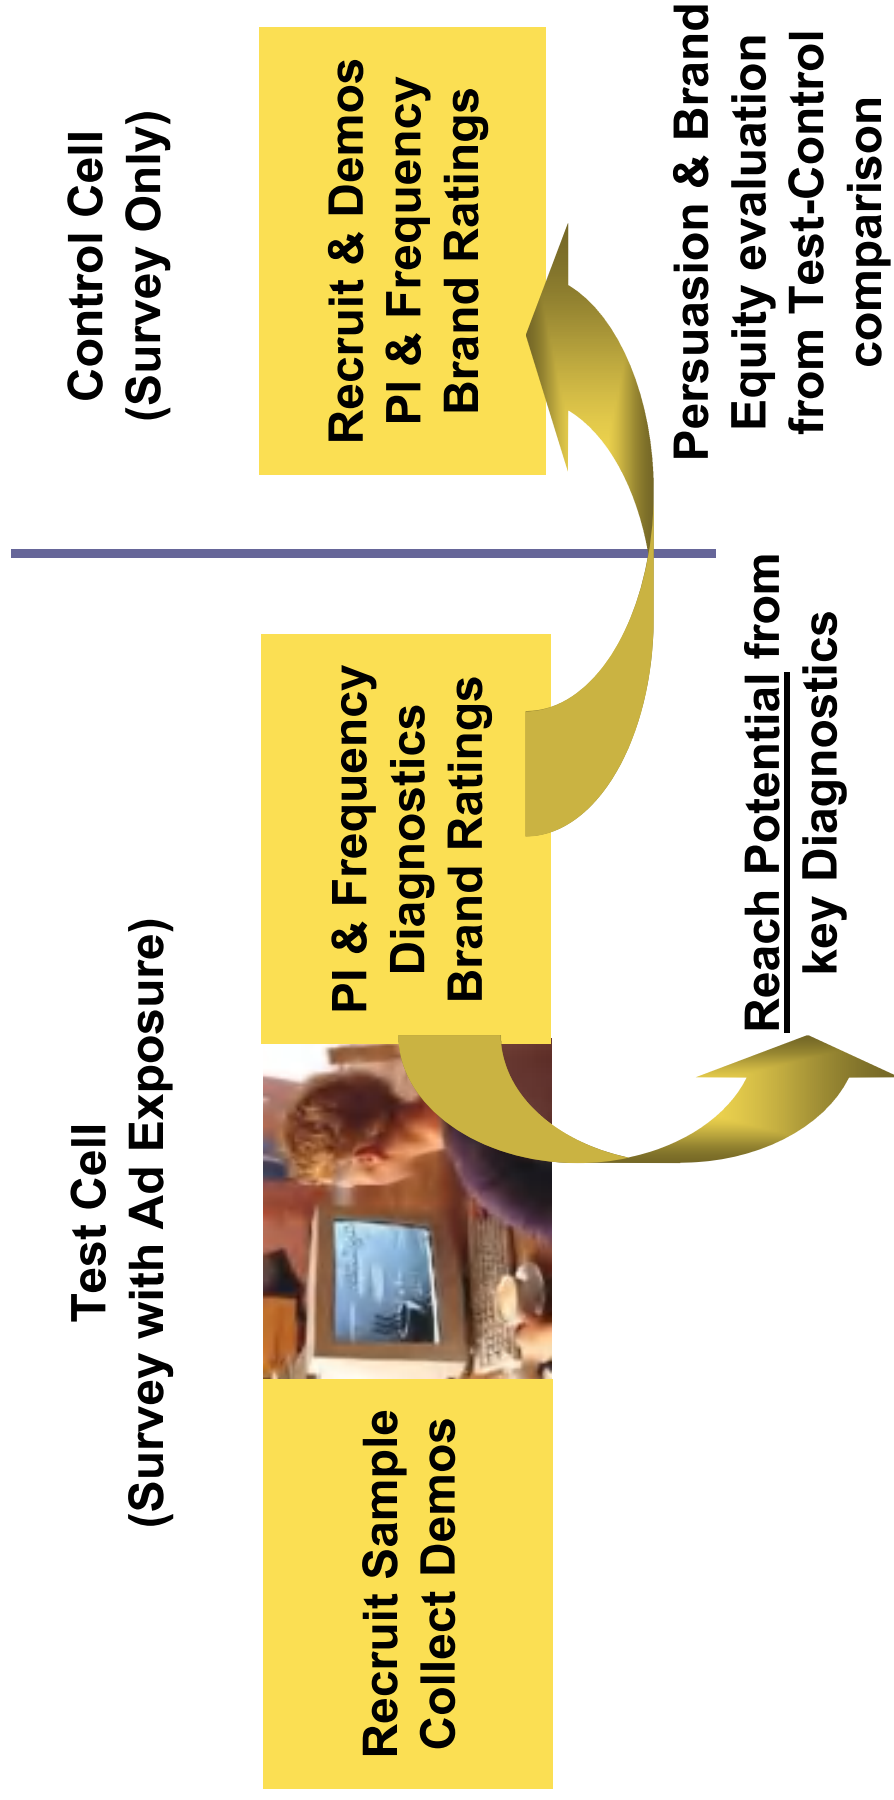 Test Cell
(Survey with Ad Exposure)
Control Cell
(Survey Only)
Recruit Sample
Collect Demos
PI & Frequency
Diagnostics
Brand Ratings
Recruit & Demos
PI & Frequency
Brand Ratings
Reach Potential from
key Diagnostics
Persuasion & Brand
Equity evaluation
from Test-Control
comparison